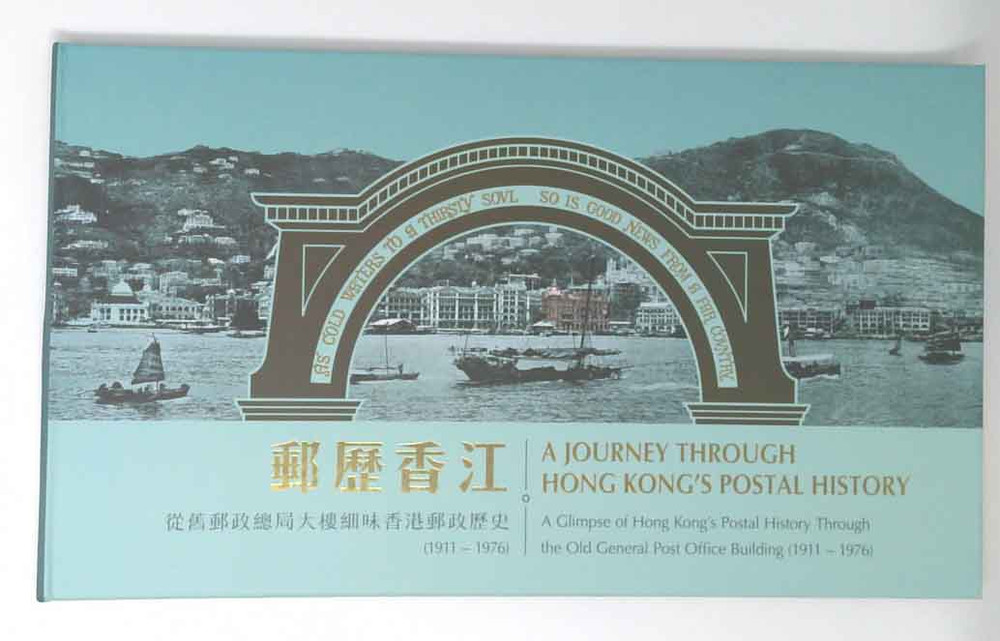 AS COLD WATERS TO A THIRSTY SOVL SO IS GOOD NEWS FROM A FAR COVNTRY
郵歷香江
從舊郵政總局大樓細味香港郵政歷史
(1911 – 1976)
A JOURNEY THROUGH
HONG KONG'S POSTAL HISTORY
A Glimpse of Hong Kong's Postal History Through
the Old General Post Office Building (1911 – 1976)